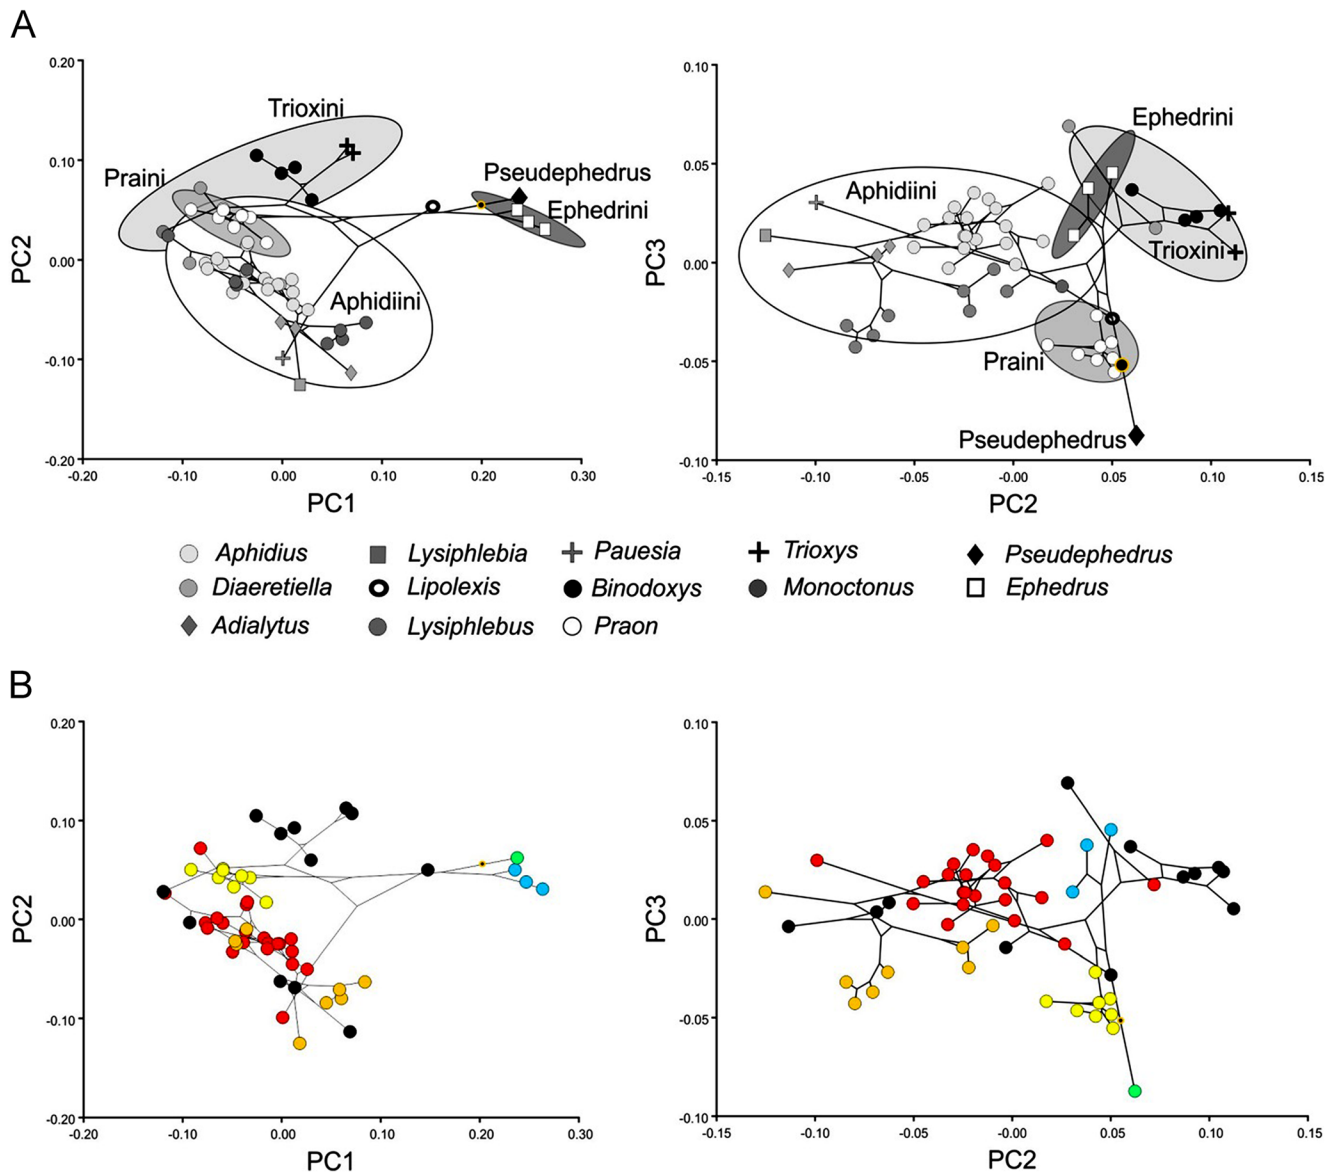 A
0.20
0.10
0.00
-0.10
-0.20
PC2
-0.20
-0.10
0.00
0.10
0.20
0.30
PC1
Trioxini
Praini
Pseudephedrus
Ephedrini
Aphidiini
0.10
0.05
0.00
-0.05
-0.10
PC3
-0.15
-0.10
-0.05
-0.00
0.05
0.10
0.15
PC2
Ephedrini
Aphidiini
Trioxini
Praini
Pseudephedrus
Aphidius
Lysiphlebia
Pauesia
Trioxys
Pseudephedrus
Diaeretiella
Lipolexis
Binodoxys
Monoctonus
Ephedrus
Adialytus
Lysiphlebus
Praon
B
0.20
0.10
0.00
-0.10
-0.20
PC2
-0.20
-0.10
0.00
0.10
0.20
0.30
PC1
0.10
0.05
0.00
-0.05
-0.10
PC3
-0.15
-0.10
-0.05
-0.00
0.05
0.10
0.15
PC2